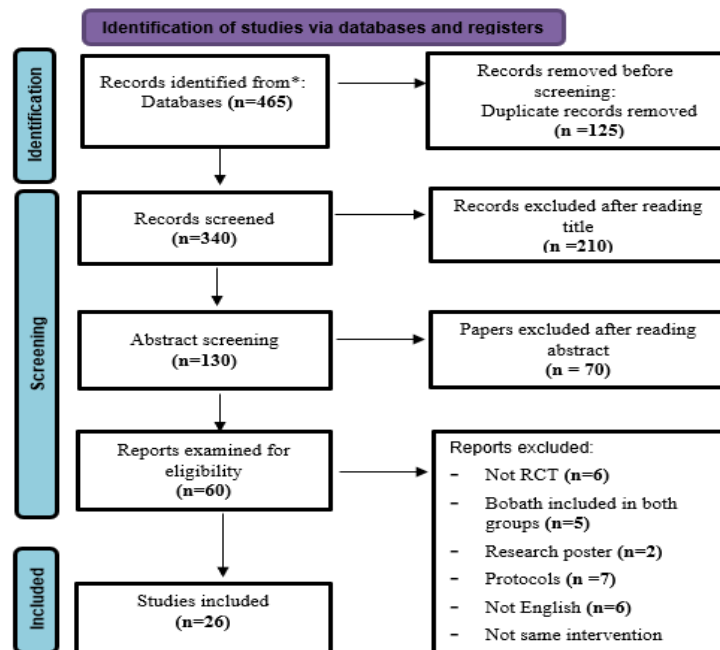 Identification of studies via databases and registers
Identification
Records identified from*:
Databases (n=465)
Records removed before
screening:
Duplicate records removed
(n =125)
Screening
Records screened
(n=340)
Records excluded after reading
title
(n =210)
Abstract screening
(n=130)
Papers excluded after reading
abstract
(n = 70)
Reports examined for
eligibility
(n=60)
Reports excluded:
- Not RCT (n=6)
- Bobath included in both
groups (n=5)
- Research poster (n=2)
- Protocols (n =7)
- Not English (n=6)
- Not same intervention
Included
Studies included
(n=26)